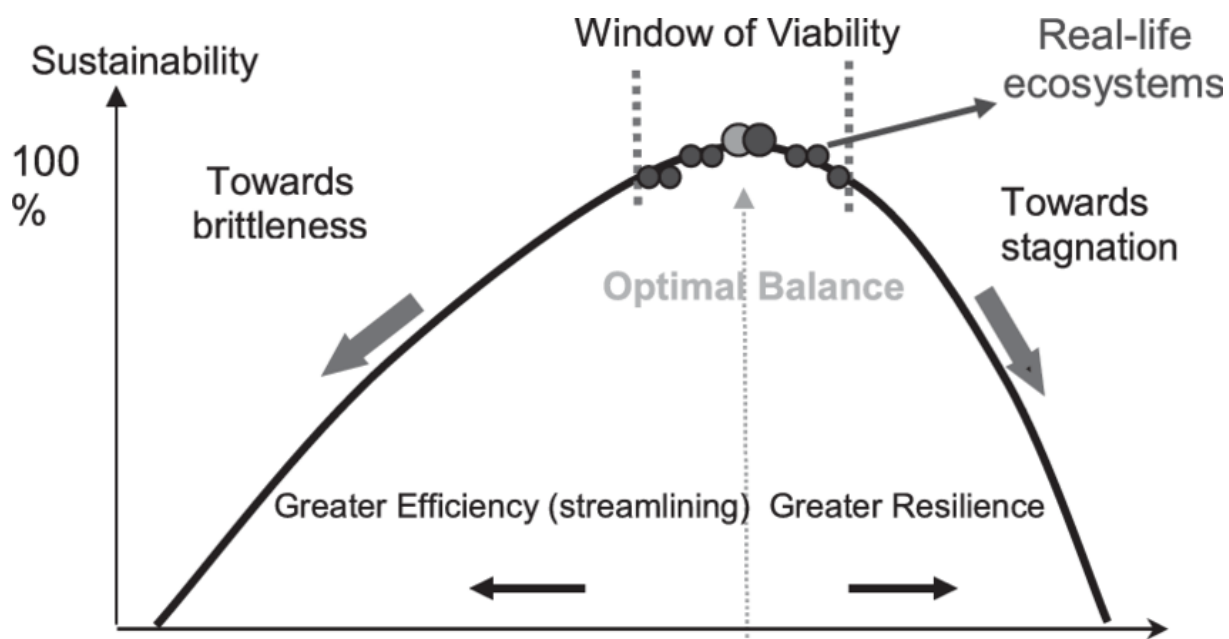 Window of Viability
Real-life
ecosystems
Sustainability
100
%
Towards
brittleness
Towards
stagnation
Optimal Balance
Greater Efficiency (streamlining)
Greater Resilience